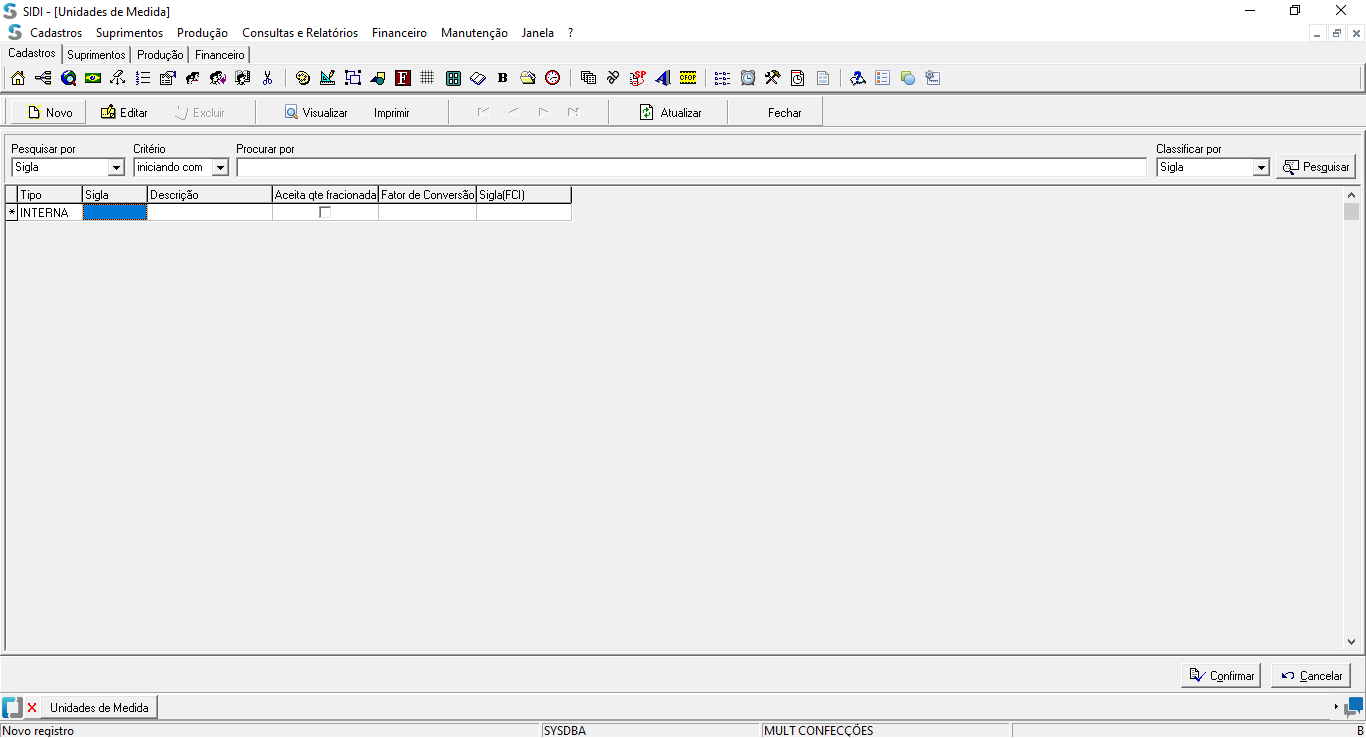 SIDI - [Unidades de Medida]
Cadastros Suprimentos Produção Consultas e Relatórios Financeiro Manutenção Janela ?
Cadastros Suprimentos Produção Financeiro
F B SP CFOP
Novo Editar Excluir Visualizar Imprimir Atualizar Fechar
Pesquisar por Critério Procurar por Classificar por
Sigla iniciando com Sigla Pesquisar
Tipo Sigla Descrição Aceita qte fracionada Fator de Conversão Sigla(FCI)
* INTERNA
Confirmar Cancelar
Unidades de Medida
Novo registro SYSDBA MULT CONFECÇÕES B